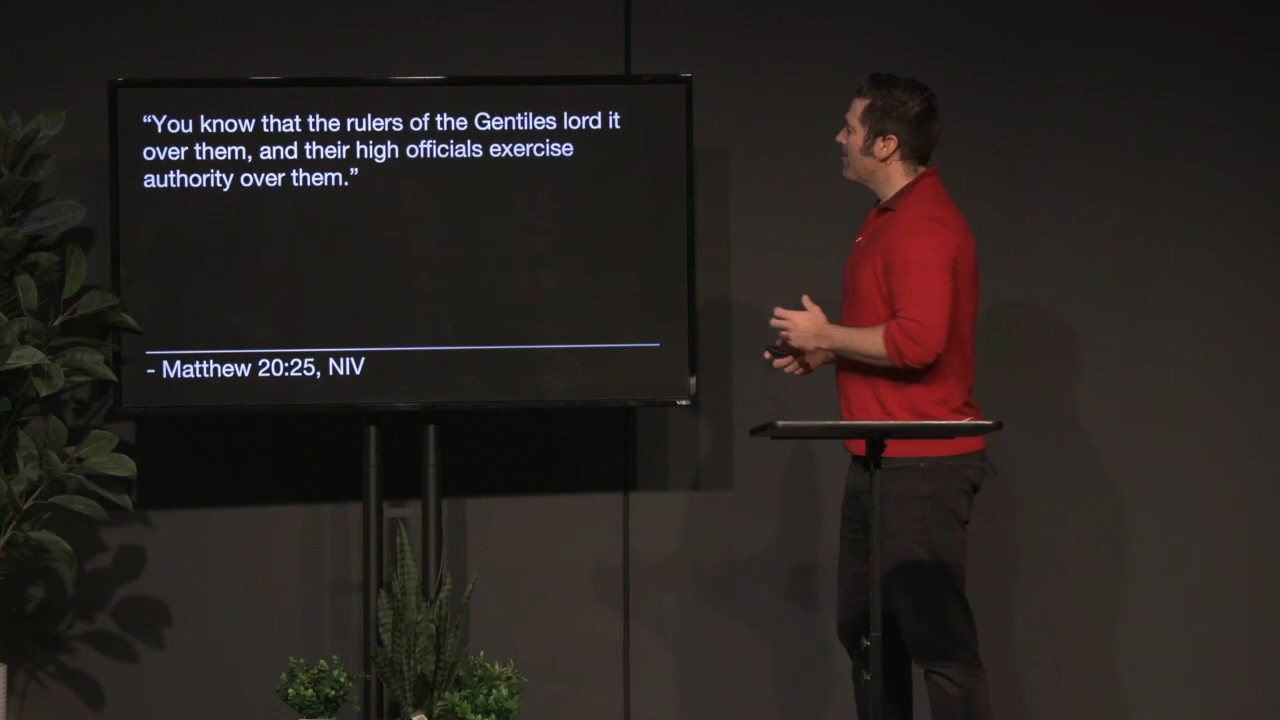 “You know that the rulers of the Gentiles lord it
over them, and their high officials exercise
authority over them.”
- Matthew 20:25, NIV
VIZIO